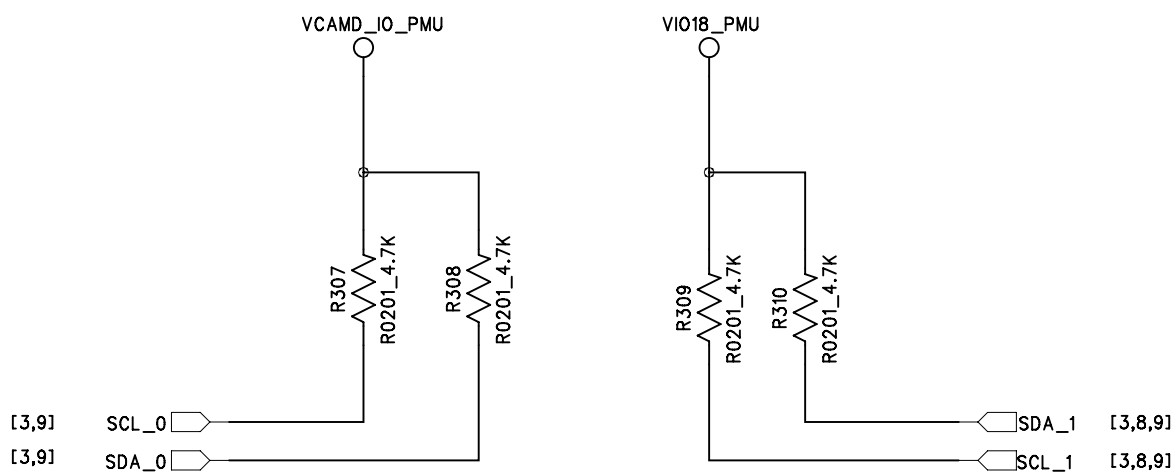 VCAMD_IO_PMU
VIO18_PMU
R307
R0201_4.7K
R308
R0201_4.7K
R309
R0201_4.7K
R310
R0201_4.7K
[3,9] SCL_0
SDA_1 [3,8,9]
[3,9] SDA_0
SCL_1 [3,8,9]